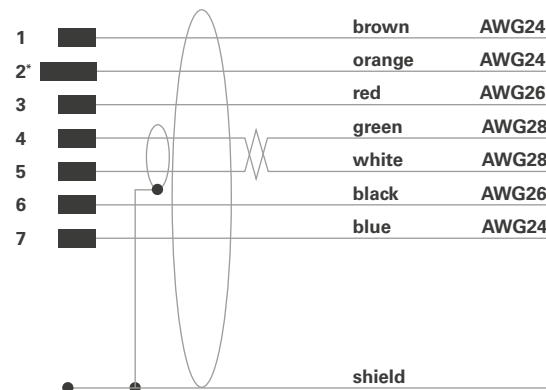 1 brown AWG24
2* orange AWG24
3 red AWG26
4 green AWG28
5 white AWG28
6 black AWG26
7 blue AWG24
shield